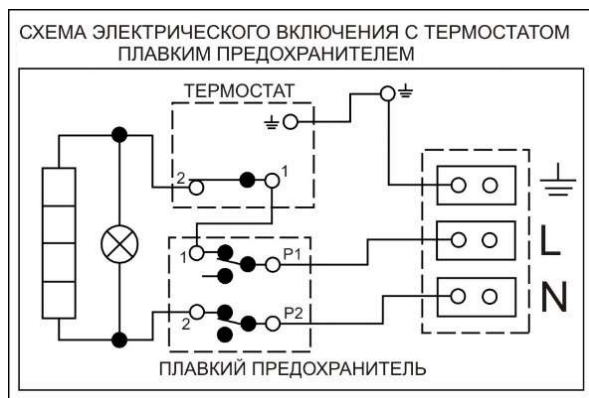 СХЕМА ЭЛЕКТРИЧЕСКОГО ВКЛЮЧЕНИЯ С ТЕРМОСТАТОМ
ПЛАВКИМ ПРЕДОХРАНИТЕЛЕМ
ТЕРМОСТАТ
2
1
1
P1
L
2
P2
N
ПЛАВКИЙ ПРЕДОХРАНИТЕЛЬ